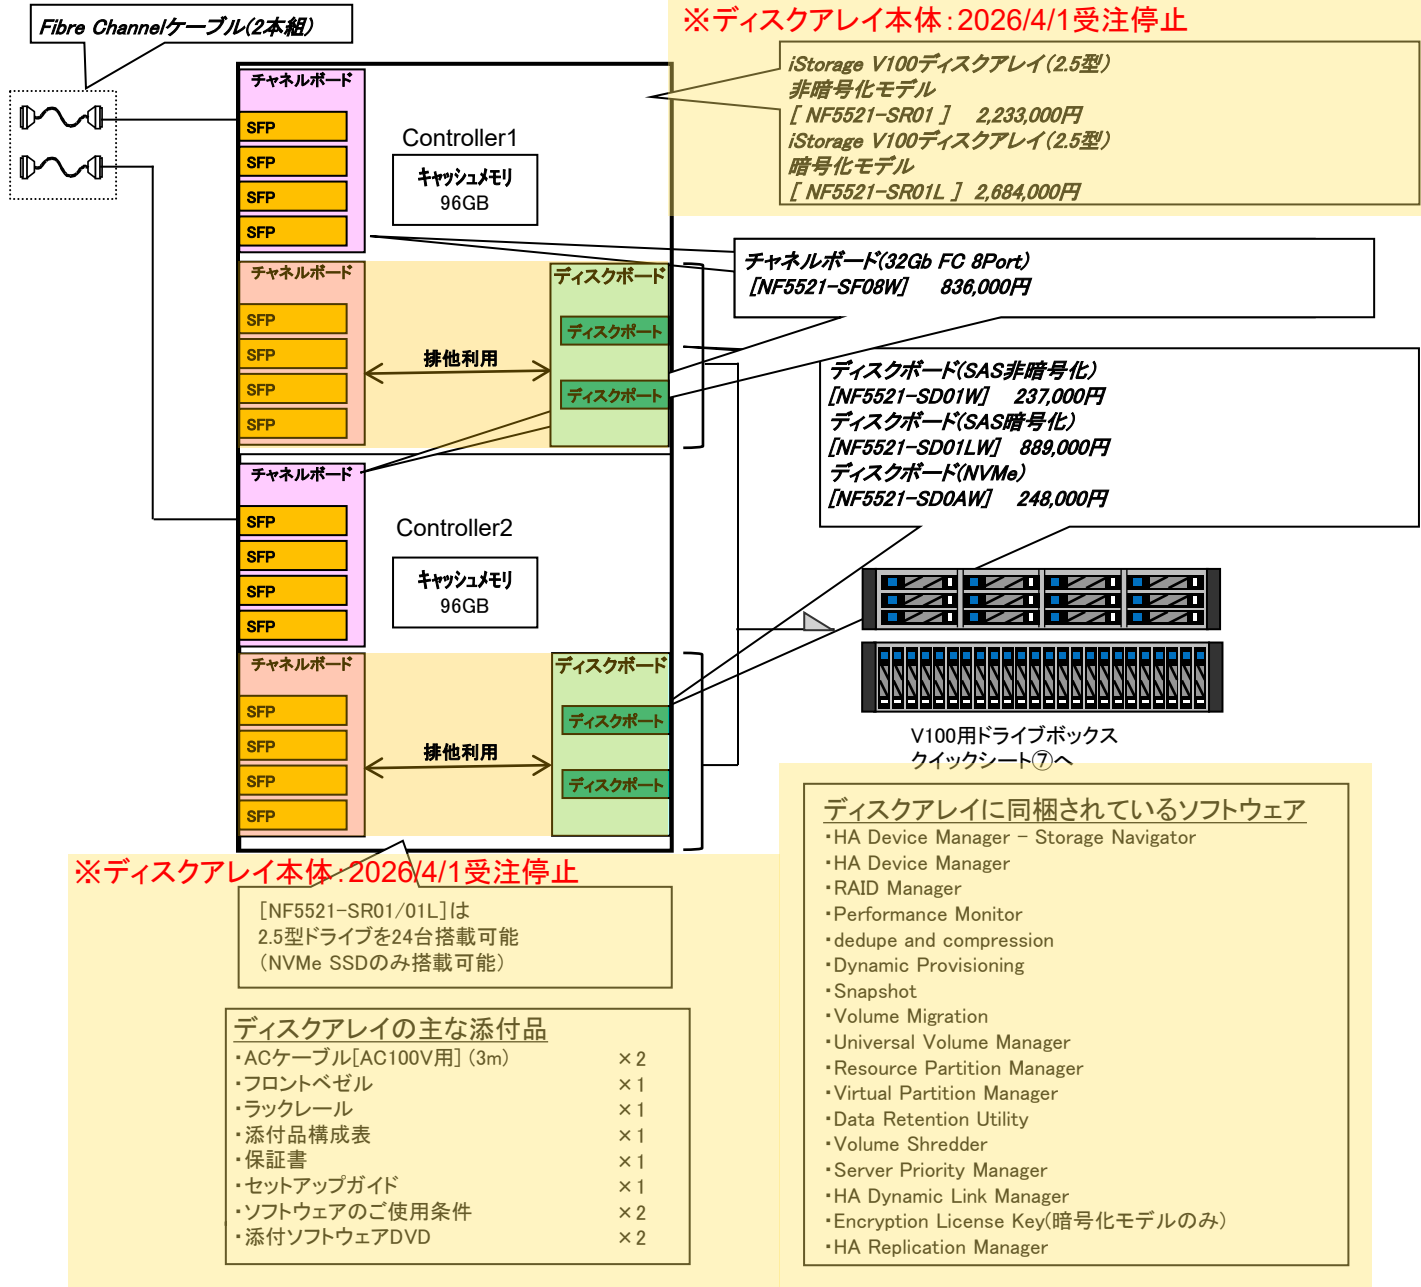 ※ディスクアレイ本体：2026/4/1受注停止
Fibre Channelケーブル(2本組)
iStorage V100ディスクアレイ(2.5型)
非暗号化モデル
[ NF5521-SR01 ]　2,233,000円
iStorage V100ディスクアレイ(2.5型)
暗号化モデル
[ NF5521-SR01L ]　2,684,000円
チャネルボード
SFP
SFP
SFP
SFP
Controller1
キャッシュメモリ
96GB
チャネルボード(32Gb FC 8Port)
[NF5521-SF08W]　836,000円
チャネルボード
SFP
SFP
SFP
SFP
排他利用
ディスクボード
ディスクポート
ディスクポート
ディスクボード(SAS非暗号化)
[NF5521-SD01W]　237,000円
ディスクボード(SAS暗号化)
[NF5521-SD01LW]　889,000円
ディスクボード(NVMe)
[NF5521-SD0AW]　248,000円
チャネルボード
SFP
SFP
SFP
SFP
Controller2
キャッシュメモリ
96GB
チャネルボード
SFP
SFP
SFP
SFP
排他利用
ディスクボード
ディスクポート
ディスクポート
V100用ドライブボックス
クイックシート⑦へ
※ディスクアレイ本体：2026/4/1受注停止
[NF5521-SR01/01L]は
2.5型ドライブを24台搭載可能
(NVMe SSDのみ搭載可能)
ディスクアレイの主な添付品
・ACケーブル[AC100V用] (3m)　×2
・フロントベゼル　×1
・ラックレール　×1
・添付品構成表　×1
・保証書　×1
・セットアップガイド　×1
・ソフトウェアのご使用条件　×2
・添付ソフトウェアDVD　×2
ディスクアレイに同梱されているソフトウェア
・HA Device Manager - Storage Navigator
・HA Device Manager
・RAID Manager
・Performance Monitor
・dedupe and compression
・Dynamic Provisioning
・Snapshot
・Volume Migration
・Universal Volume Manager
・Resource Partition Manager
・Virtual Partition Manager
・Data Retention Utility
・Volume Shredder
・Server Priority Manager
・HA Dynamic Link Manager
・Encryption License Key(暗号化モデルのみ)
・HA Replication Manager